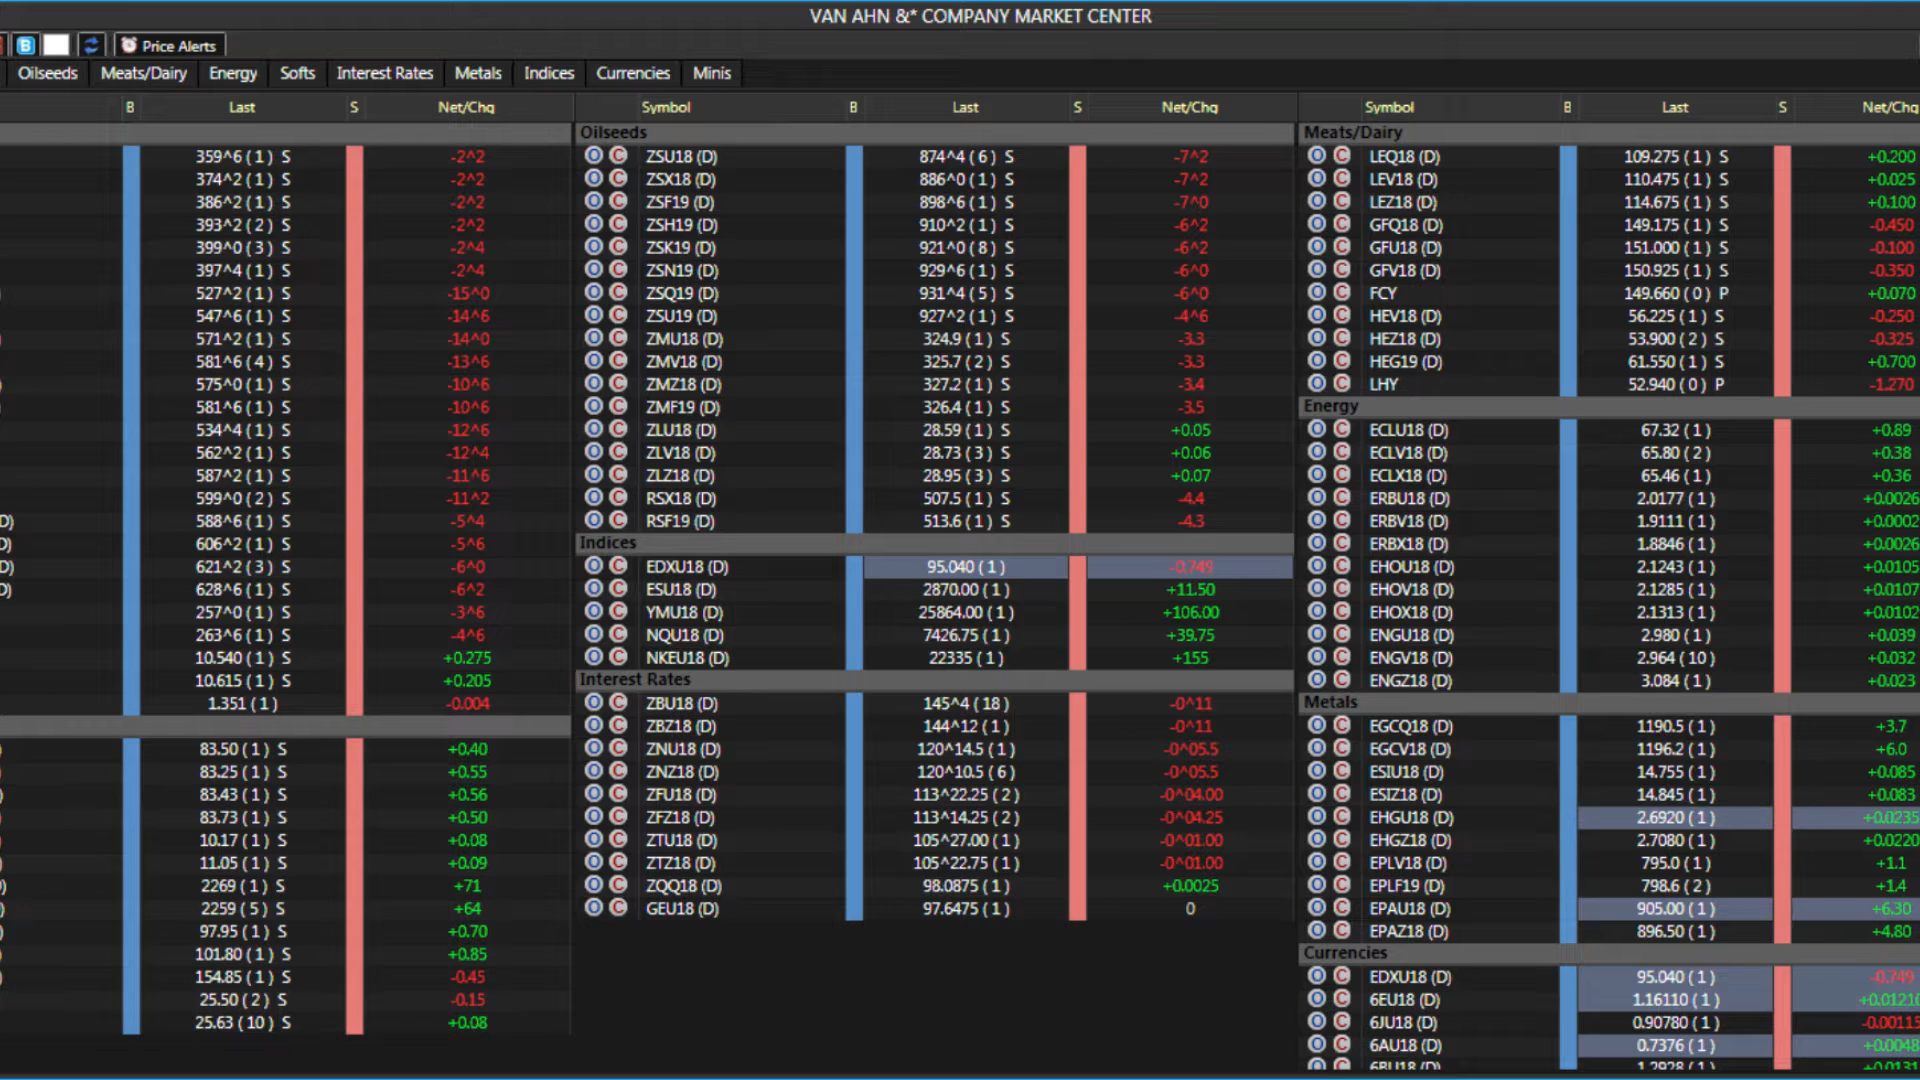 VAN AHN &* COMPANY MARKET CENTER
B Price Alerts
Oilseeds Meats/Dairy Energy Softs Interest Rates Metals Indices Currencies Minis
B Last S Net/Chg
359^6 (1) S -2^2
374^2 (1) S -2^2
386^2 (1) S -2^2
393^2 (2) S -2^2
399^0 (3) S -2^4
397^4 (1) S -2^4
527^2 (1) S -15^0
547^6 (1) S -14^6
571^2 (1) S -14^0
581^6 (4) S -13^6
575^0 (1) S -10^6
581^6 (1) S -10^6
534^4 (1) S -12^6
562^2 (1) S -12^4
587^2 (1) S -11^6
599^0 (2) S -11^2
D) 588^6 (1) S -5^4
D) 606^2 (1) S -5^6
D) 621^2 (3) S -6^0
D) 628^6 (1) S -6^2
257^0 (1) S -3^6
263^6 (1) S -4^6
10.540 (1) S +0.275
10.615 (1) S +0.205
1.351 (1) -0.004
83.50 (1) S +0.40
83.25 (1) S +0.55
83.43 (1) S +0.56
83.73 (1) S +0.50
10.17 (1) S +0.08
11.05 (1) S +0.09
2269 (1) S +71
2259 (5) S +64
97.95 (1) S +0.70
101.80 (1) S +0.85
154.85 (1) S -0.45
25.50 (2) S -0.15
25.63 (10) S +0.08
Symbol B Last S Net/Chg
Oilseeds
O C ZSU18 (D) 874^4 (6) S -7^2
O C ZSX18 (D) 886^0 (1) S -7^2
O C ZSF19 (D) 898^6 (1) S -7^0
O C ZSH19 (D) 910^2 (1) S -6^2
O C ZSK19 (D) 921^0 (8) S -6^2
O C ZSN19 (D) 929^6 (1) S -6^0
O C ZSQ19 (D) 931^4 (5) S -6^0
O C ZSU19 (D) 927^2 (1) S -4^6
O C ZMU18 (D) 324.9 (1) S -3.3
O C ZMV18 (D) 325.7 (2) S -3.3
O C ZMZ18 (D) 327.2 (1) S -3.4
O C ZMF19 (D) 326.4 (1) S -3.5
O C ZLU18 (D) 28.59 (1) S +0.05
O C ZLV18 (D) 28.73 (3) S +0.06
O C ZLZ18 (D) 28.95 (3) S +0.07
O C RSX18 (D) 507.5 (1) S -4.4
O C RSF19 (D) 513.6 (1) S -4.3
Indices
O C EDXU18 (D) 95.040 (1) -0.749
O C ESU18 (D) 2870.00 (1) +11.50
O C YMU18 (D) 25864.00 (1) +106.00
O C NQU18 (D) 7426.75 (1) +39.75
O C NKEU18 (D) 22335 (1) +155
Interest Rates
O C ZBU18 (D) 145^4 (18) -0^11
O C ZBZ18 (D) 144^12 (1) -0^11
O C ZNU18 (D) 120^14.5 (1) -0^05.5
O C ZNZ18 (D) 120^10.5 (6) -0^05.5
O C ZFU18 (D) 113^22.25 (2) -0^04.00
O C ZFZ18 (D) 113^14.25 (2) -0^04.25
O C ZTU18 (D) 105^27.00 (1) -0^01.00
O C ZTZ18 (D) 105^22.75 (1) -0^01.00
O C ZQQ18 (D) 98.0875 (1) +0.0025
O C GEU18 (D) 97.6475 (1) 0
Symbol B Last S Net/Chg
Meats/Dairy
O C LEQ18 (D) 109.275 (1) S +0.200
O C LEV18 (D) 110.475 (1) S +0.025
O C LEZ18 (D) 114.675 (1) S +0.100
O C GFQ18 (D) 149.175 (1) S -0.450
O C GFU18 (D) 151.000 (1) S -0.100
O C GFV18 (D) 150.925 (1) S -0.350
O C FCY 149.660 (0) P +0.070
O C HEV18 (D) 56.225 (1) S -0.250
O C HEZ18 (D) 53.900 (2) S -0.325
O C HEG19 (D) 61.550 (1) S +0.700
O C LHY 52.940 (0) P -1.270
Energy
O C ECLU18 (D) 67.32 (1) +0.89
O C ECLV18 (D) 65.80 (2) +0.38
O C ECLX18 (D) 65.46 (1) +0.36
O C ERBU18 (D) 2.0177 (1) +0.0026
O C ERBV18 (D) 1.9111 (1) +0.0002
O C ERBX18 (D) 1.8846 (1) +0.0026
O C EHOU18 (D) 2.1243 (1) +0.0105
O C EHOV18 (D) 2.1285 (1) +0.0107
O C EHOX18 (D) 2.1313 (1) +0.0102
O C ENGU18 (D) 2.980 (1) +0.039
O C ENGV18 (D) 2.964 (10) +0.032
O C ENGZ18 (D) 3.084 (1) +0.023
Metals
O C EGCQ18 (D) 1190.5 (1) +3.7
O C EGCV18 (D) 1196.2 (1) +6.0
O C ESIU18 (D) 14.755 (1) +0.085
O C ESIZ18 (D) 14.845 (1) +0.083
O C EHGU18 (D) 2.6920 (1) +0.0235
O C EHGZ18 (D) 2.7080 (1) +0.0220
O C EPLV18 (D) 795.0 (1) +1.1
O C EPLF19 (D) 798.6 (2) +1.4
O C EPAU18 (D) 905.00 (1) +6.30
O C EPAZ18 (D) 896.50 (1) +4.80
Currencies
O C EDXU18 (D) 95.040 (1) -0.749
O C 6EU18 (D) 1.16110 (1) +0.01210
O C 6JU18 (D) 0.90780 (1) -0.00115
O C 6AU18 (D) 0.7376 (1) +0.0048
O C 6BU18 (D) 1.2928 (1) +0.0131